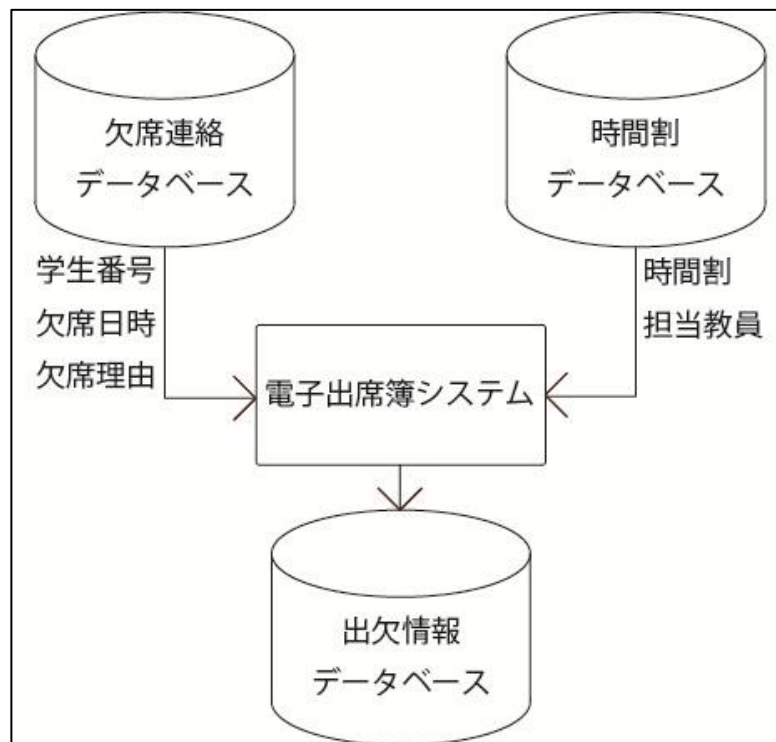 欠席連絡
データベース
時間割
データベース
学生番号
欠席日時
欠席理由
時間割
担当教員
電子出席簿システム
出欠情報
データベース